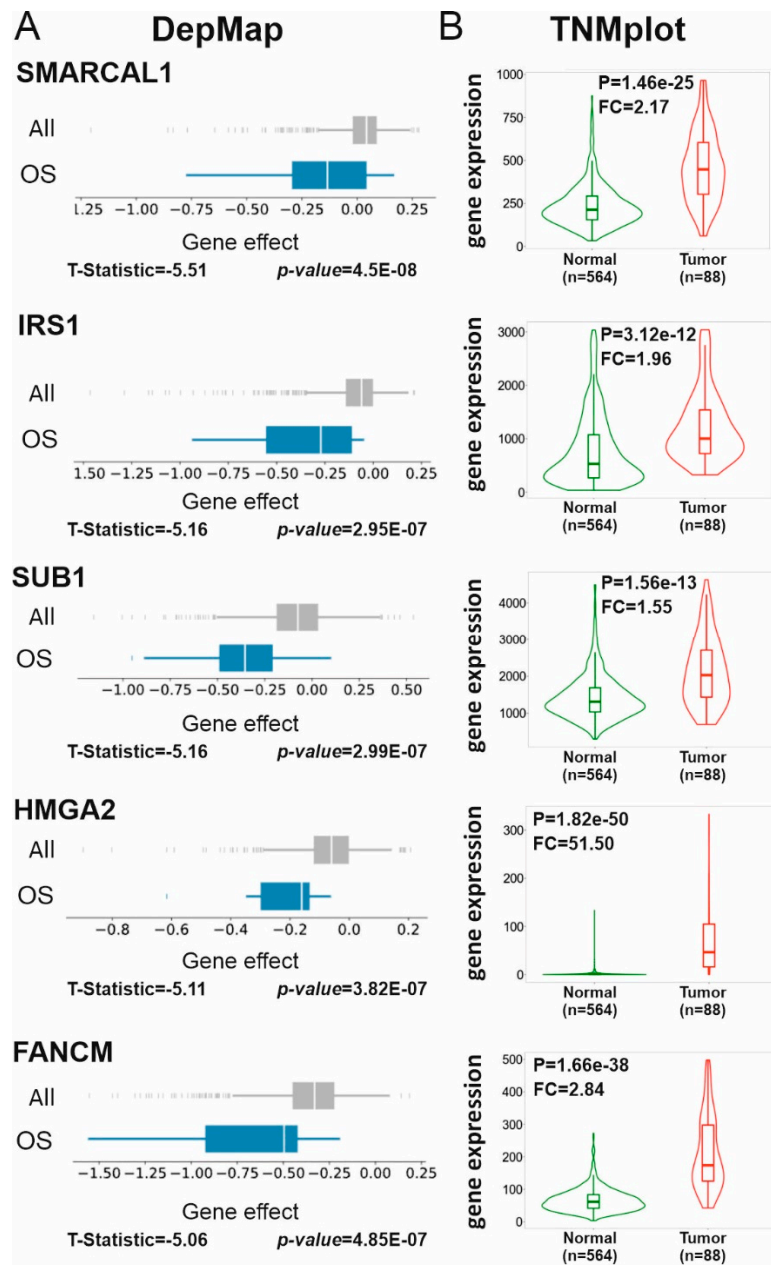 A DepMap
B TNMplot
SMARCAL1
All
OS
1.25 −1.00 −0.75 −0.50 −0.25 0.00 0.25
Gene effect
T-Statistic=-5.51 p-value=4.5E-08
gene expression
1000
750
500
250
0
P=1.46e-25
FC=2.17
Normal Tumor
(n=564) (n=88)
IRS1
All
OS
1.50 −1.25 −1.00 −0.75 −0.50 −0.25 0.00 0.25
Gene effect
T-Statistic=-5.16 p-value=2.95E-07
gene expression
3000
2000
1000
0
P=3.12e-12
FC=1.96
Normal Tumor
(n=564) (n=88)
SUB1
All
OS
−1.00 −0.75 −0.50 −0.25 0.00 0.25 0.50
Gene effect
T-Statistic=-5.16 p-value=2.99E-07
gene expression
4000
3000
2000
1000
P=1.56e-13
FC=1.55
Normal Tumor
(n=564) (n=88)
HMGA2
All
OS
−0.8 −0.6 −0.4 −0.2 0.0 0.2
Gene effect
T-Statistic=-5.11 p-value=3.82E-07
gene expression
300
200
100
0
P=1.82e-50
FC=51.50
Normal Tumor
(n=564) (n=88)
FANCM
All
OS
−1.50 −1.25 −1.00 −0.75 −0.50 −0.25 0.00
Gene effect
T-Statistic=-5.06 p-value=4.85E-07
gene expression
500
400
300
200
100
0
P=1.66e-38
FC=2.84
Normal Tumor
(n=564) (n=88)